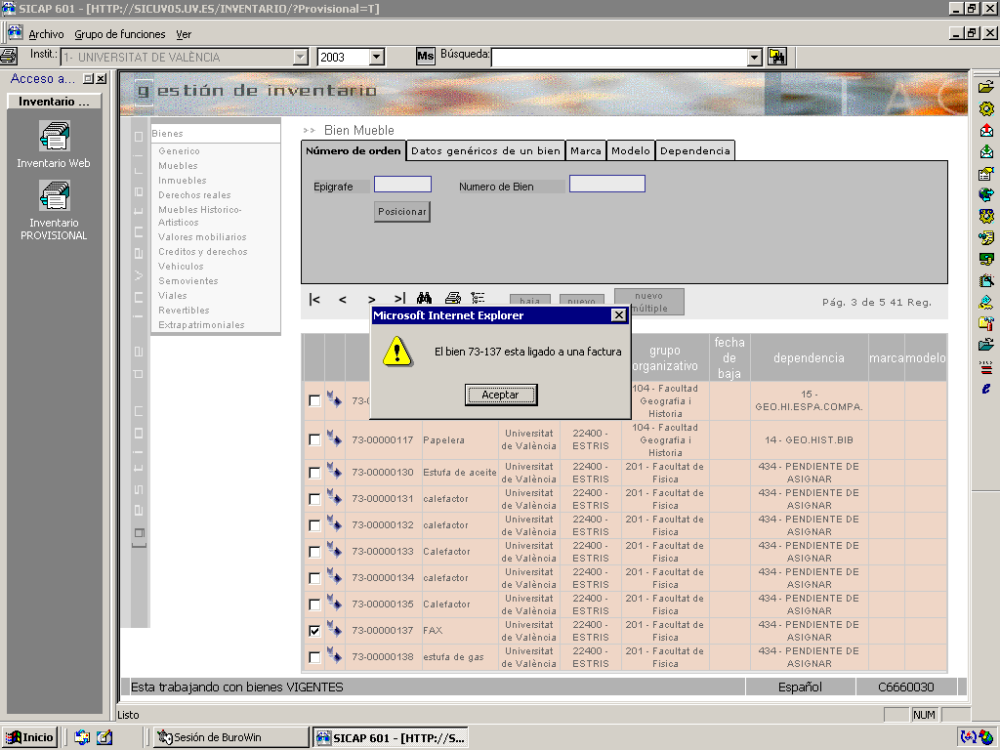 SICAP 601 - [HTTP://SICUV05.UV.ES/INVENTARIO/?Provisional=T]
Archivo Grupo de funciones Ver
Instit.: 1- UNIVERSITAT DE VALÈNCIA 2003 Ms Búsqueda:
Acceso a...
Inventario ...
Inventario Web
Inventario
PROVISIONAL
gestión de inventario
Bienes
Generico
Muebles
Inmuebles
Derechos reales
Muebles Historico-
Artisticos
Valores mobiliarios
Creditos y derechos
Vehiculos
Semovientes
Viales
Revertibles
Extrapatrimoniales
>> Bien Mueble
Número de orden Datos genéricos de un bien Marca Modelo Dependencia
Epigrafe Numero de Bien
Posicionar
|< < > >| baja nuevo nuevo múltiple Pág. 3 de 5 41 Reg.
grupo organizativo fecha de baja dependencia marca modelo
Microsoft Internet Explorer
El bien 73-137 esta ligado a una factura
Aceptar
73-0 104 - Facultad Geografia i Historia 15 - GEO.HI.ESPA.COMPA.
73-00000117 Papelera Universitat de València 22400 - ESTRIS 104 - Facultad Geografia i Historia 14 - GEO.HIST.BIB
73-00000130 Estufa de aceite Universitat de València 22400 - ESTRIS 201 - Facultat de Fisica 434 - PENDIENTE DE ASIGNAR
73-00000131 calefactor Universitat de València 22400 - ESTRIS 201 - Facultat de Fisica 434 - PENDIENTE DE ASIGNAR
73-00000132 calefactor Universitat de València 22400 - ESTRIS 201 - Facultat de Fisica 434 - PENDIENTE DE ASIGNAR
73-00000133 Calefactor Universitat de València 22400 - ESTRIS 201 - Facultat de Fisica 434 - PENDIENTE DE ASIGNAR
73-00000134 calefactor Universitat de València 22400 - ESTRIS 201 - Facultat de Fisica 434 - PENDIENTE DE ASIGNAR
73-00000135 Calefactor Universitat de València 22400 - ESTRIS 201 - Facultat de Fisica 434 - PENDIENTE DE ASIGNAR
73-00000137 FAX Universitat de València 22400 - ESTRIS 201 - Facultat de Fisica 434 - PENDIENTE DE ASIGNAR
73-00000138 estufa de gas Universitat de València 22400 - ESTRIS 201 - Facultat de Fisica 434 - PENDIENTE DE ASIGNAR
Esta trabajando con bienes VIGENTES Español C6660030
Listo NUM
Inicio Sesión de BuroWin SICAP 601 - [HTTP://S...